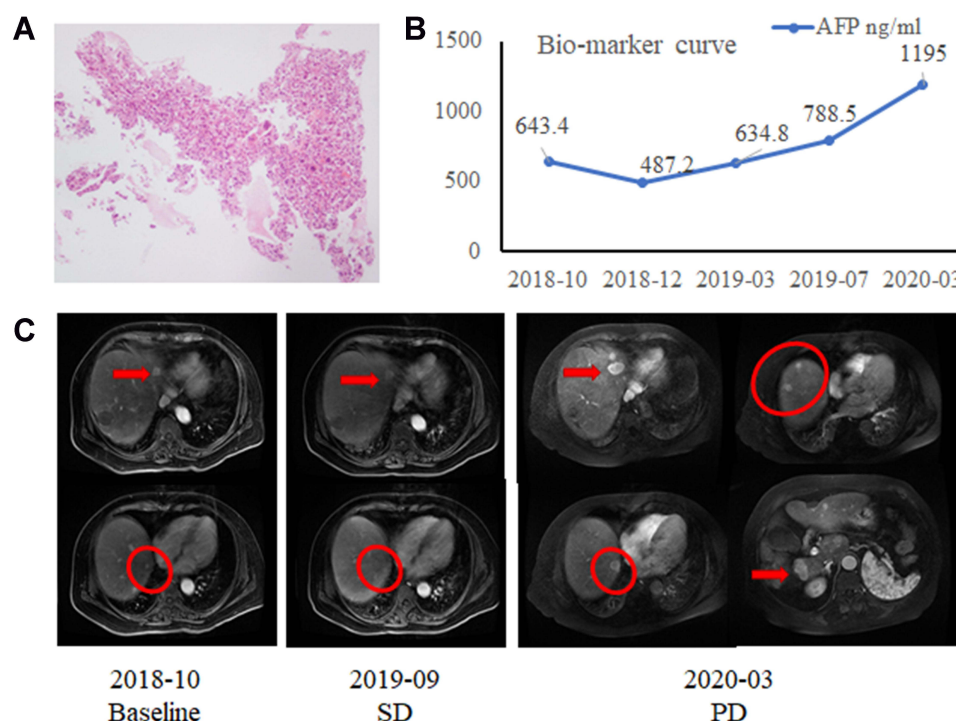 A
B
AFP ng/ml
Bio-marker curve
1500
1000
500
0
643.4
487.2
634.8
788.5
1195
2018-10
2018-12
2019-03
2019-07
2020-03
C
2018-10
Baseline
2019-09
SD
2020-03
PD